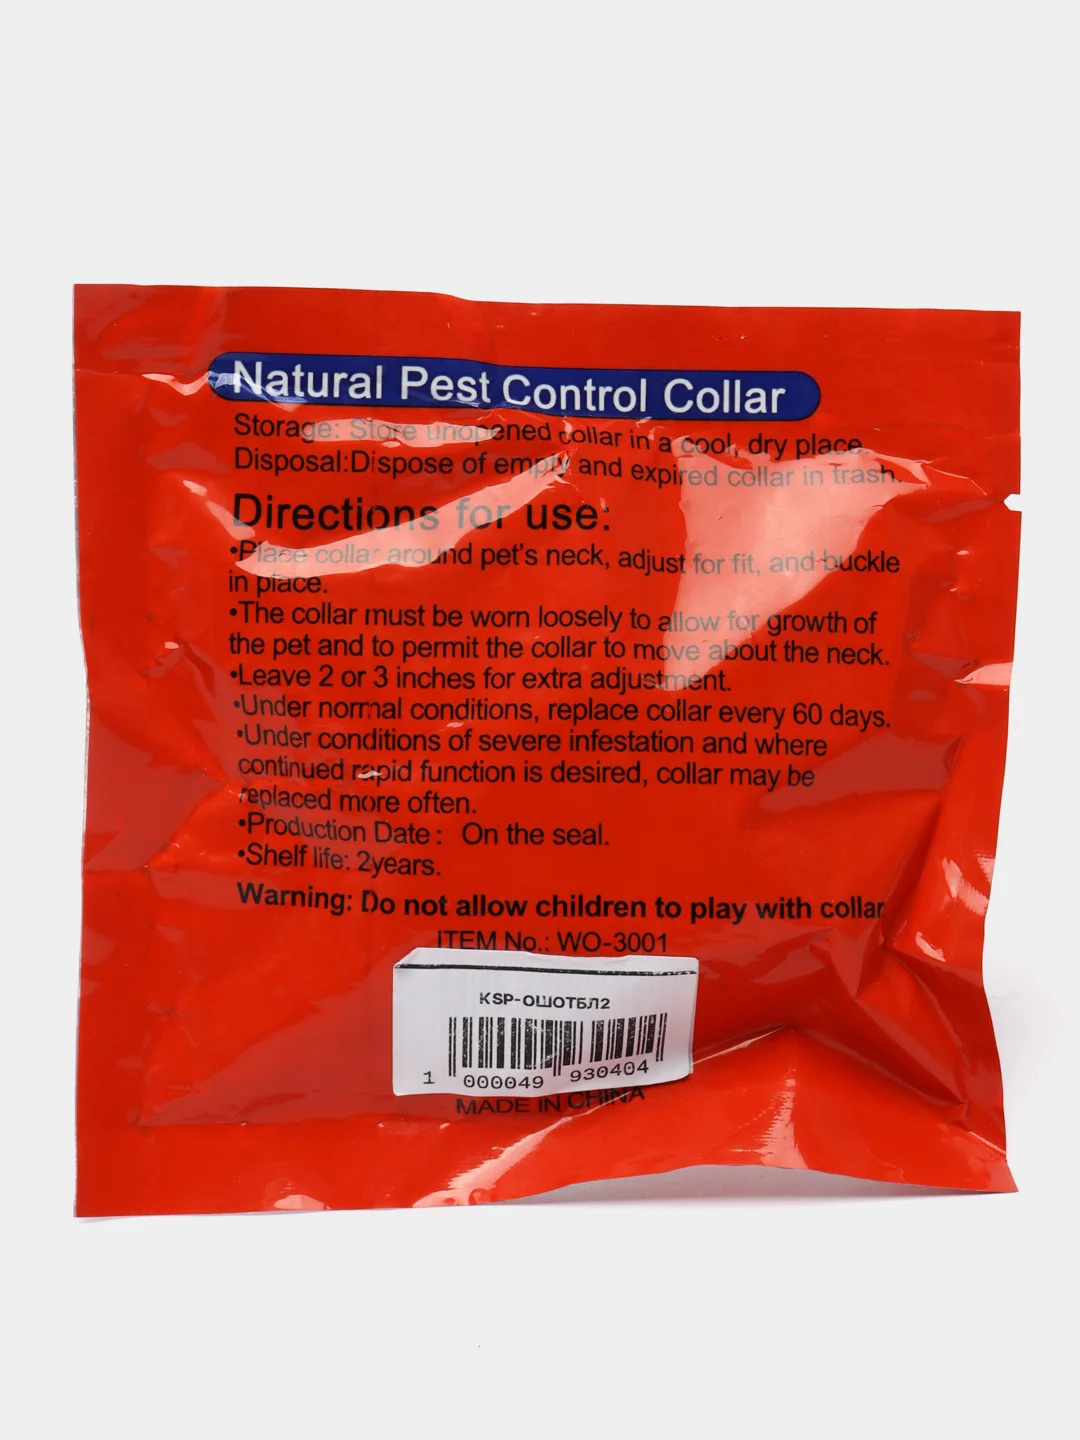 Natural Pest Control Collar
Storage: Store unopened collar in a cool, dry place.
Disposal:Dispose of empty and expired collar in trash.
Directions for use:
•Place collar around pet's neck, adjust for fit, and buckle
in place.
•The collar must be worn loosely to allow for growth of
the pet and to permit the collar to move about the neck.
•Leave 2 or 3 inches for extra adjustment.
•Under normal conditions, replace collar every 60 days.
•Under conditions of severe infestation and where
continued rapid function is desired, collar may be
replaced more often.
•Production Date: On the seal.
•Shelf life: 2years.
Warning: Do not allow children to play with collar
ITEM No.: WO-3001
KSP-ОШОТБЛ2
1 000049 930404
MADE IN CHINA